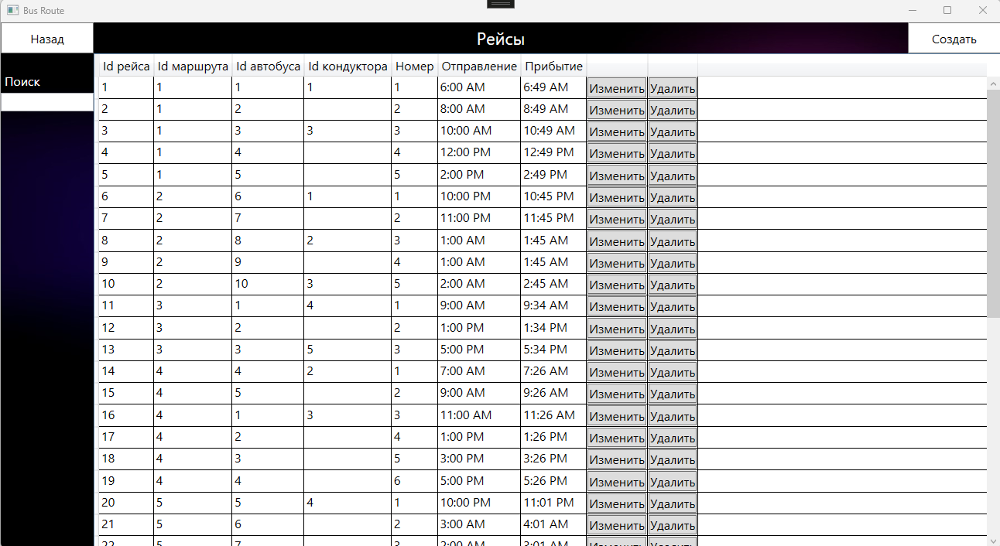 Bus Route
Назад Рейсы Создать
Поиск
Id рейса Id маршрута Id автобуса Id кондуктора Номер Отправление Прибытие
1 1 1 1 1 6:00 AM 6:49 AM Изменить Удалить
2 1 2 2 8:00 AM 8:49 AM Изменить Удалить
3 1 3 3 3 10:00 AM 10:49 AM Изменить Удалить
4 1 4 4 12:00 PM 12:49 PM Изменить Удалить
5 1 5 5 2:00 PM 2:49 PM Изменить Удалить
6 2 6 1 1 10:00 PM 10:45 PM Изменить Удалить
7 2 7 2 11:00 PM 11:45 PM Изменить Удалить
8 2 8 2 3 1:00 AM 1:45 AM Изменить Удалить
9 2 9 4 1:00 AM 1:45 AM Изменить Удалить
10 2 10 3 5 2:00 AM 2:45 AM Изменить Удалить
11 3 1 4 1 9:00 AM 9:34 AM Изменить Удалить
12 3 2 2 1:00 PM 1:34 PM Изменить Удалить
13 3 3 5 3 5:00 PM 5:34 PM Изменить Удалить
14 4 4 2 1 7:00 AM 7:26 AM Изменить Удалить
15 4 5 2 9:00 AM 9:26 AM Изменить Удалить
16 4 1 3 3 11:00 AM 11:26 AM Изменить Удалить
17 4 2 4 1:00 PM 1:26 PM Изменить Удалить
18 4 3 5 3:00 PM 3:26 PM Изменить Удалить
19 4 4 6 5:00 PM 5:26 PM Изменить Удалить
20 5 5 4 1 10:00 PM 11:01 PM Изменить Удалить
21 5 6 2 3:00 AM 4:01 AM Изменить Удалить
22 5 7 3 2:00 AM 3:01 AM Изменить Удалить